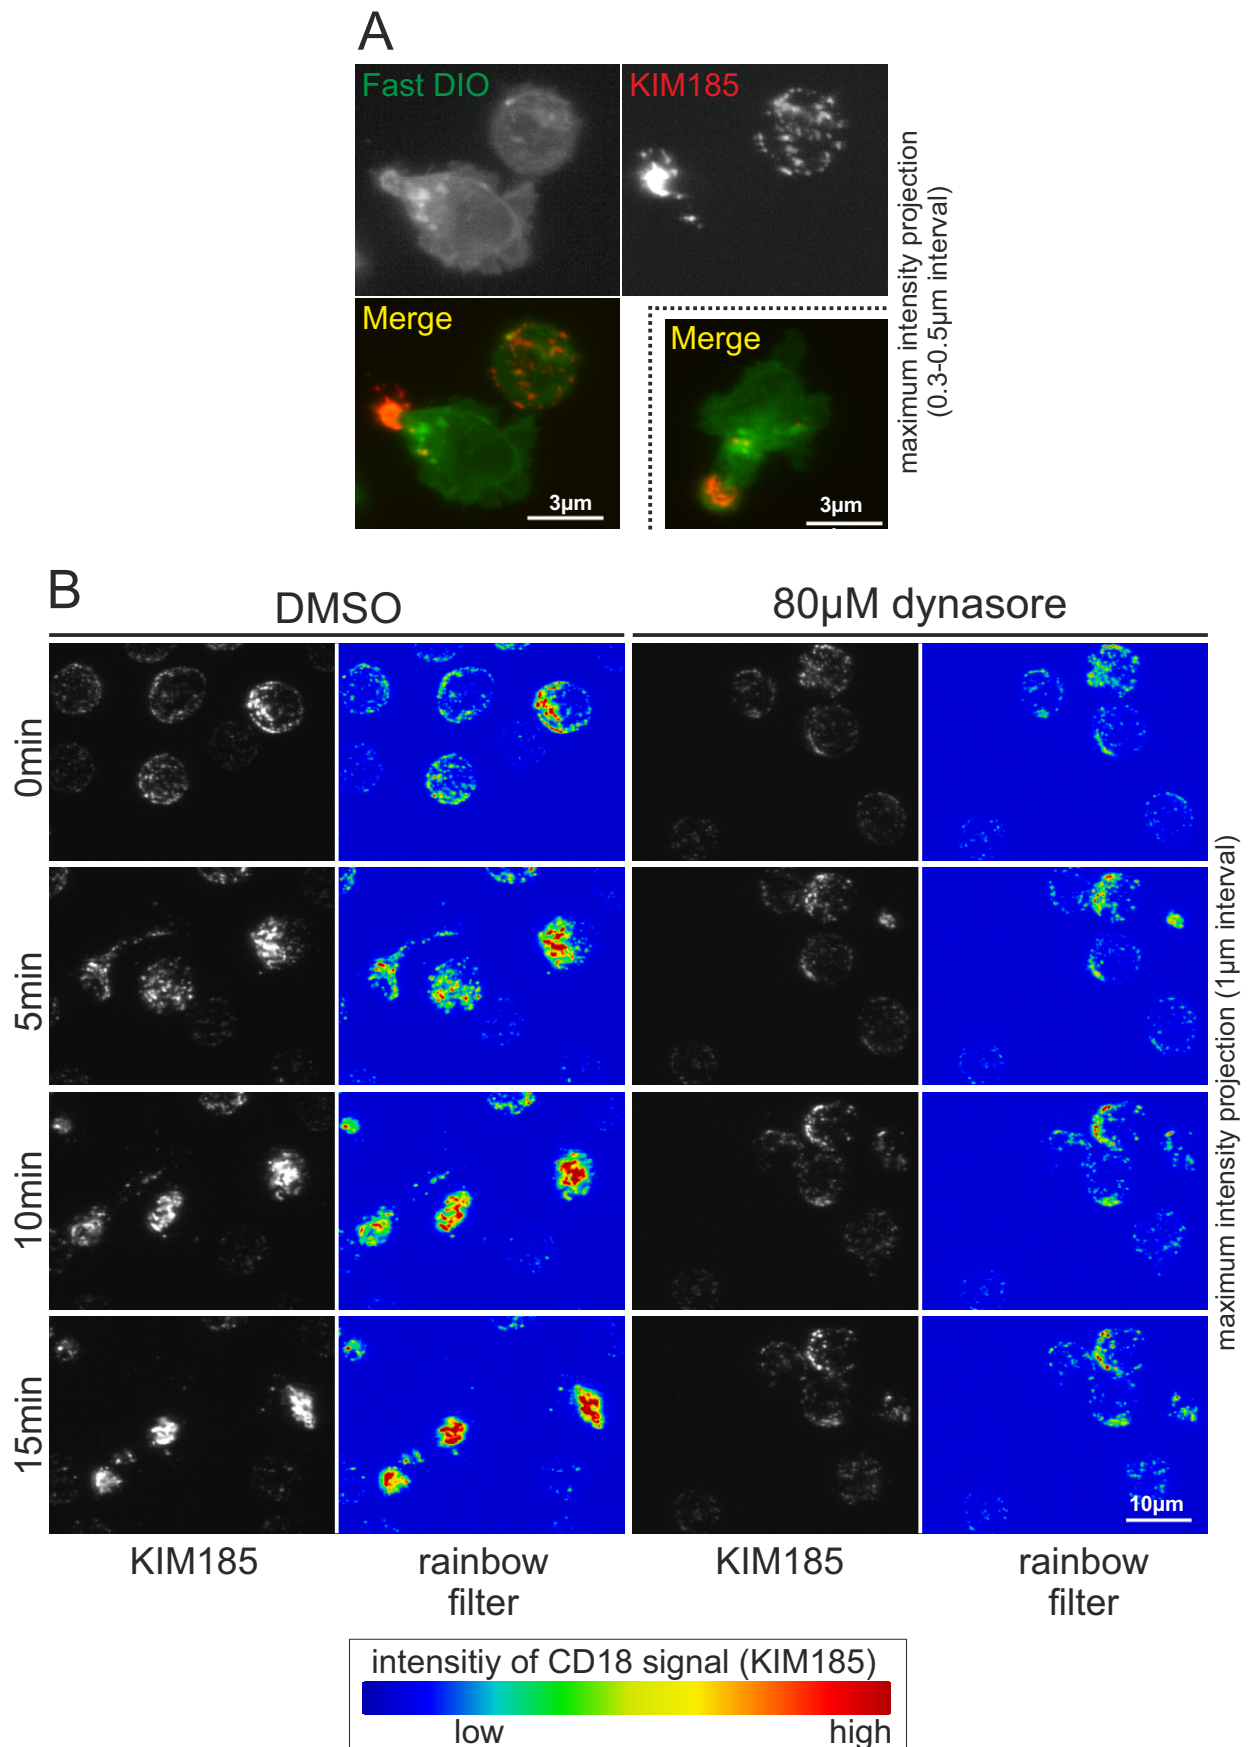 A
Fast DIO
KIM185
Merge
3µm
Merge
3µm
maximum intensity projection
(0.3-0.5µm interval)
B
DMSO
80µM dynasore
0min
5min
10min
15min
10µm
maximum intensity projection (1µm interval)
KIM185
rainbow
filter
KIM185
rainbow
filter
intensitiy of CD18 signal (KIM185)
low
high